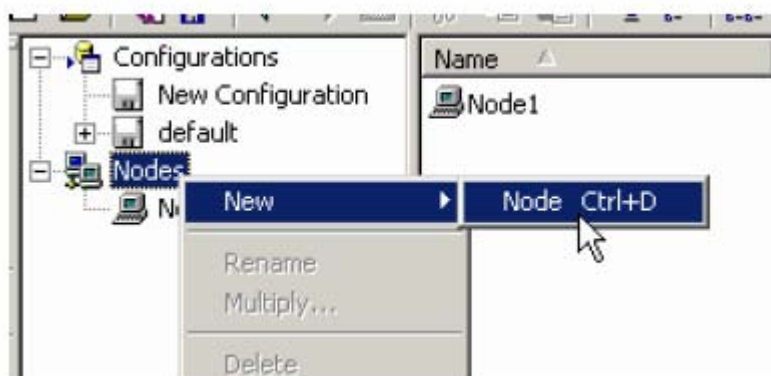 Configurations
New Configuration
default
Nodes
New
Rename
Multiply...
Delete
Name
Node1
Node Ctrl+D